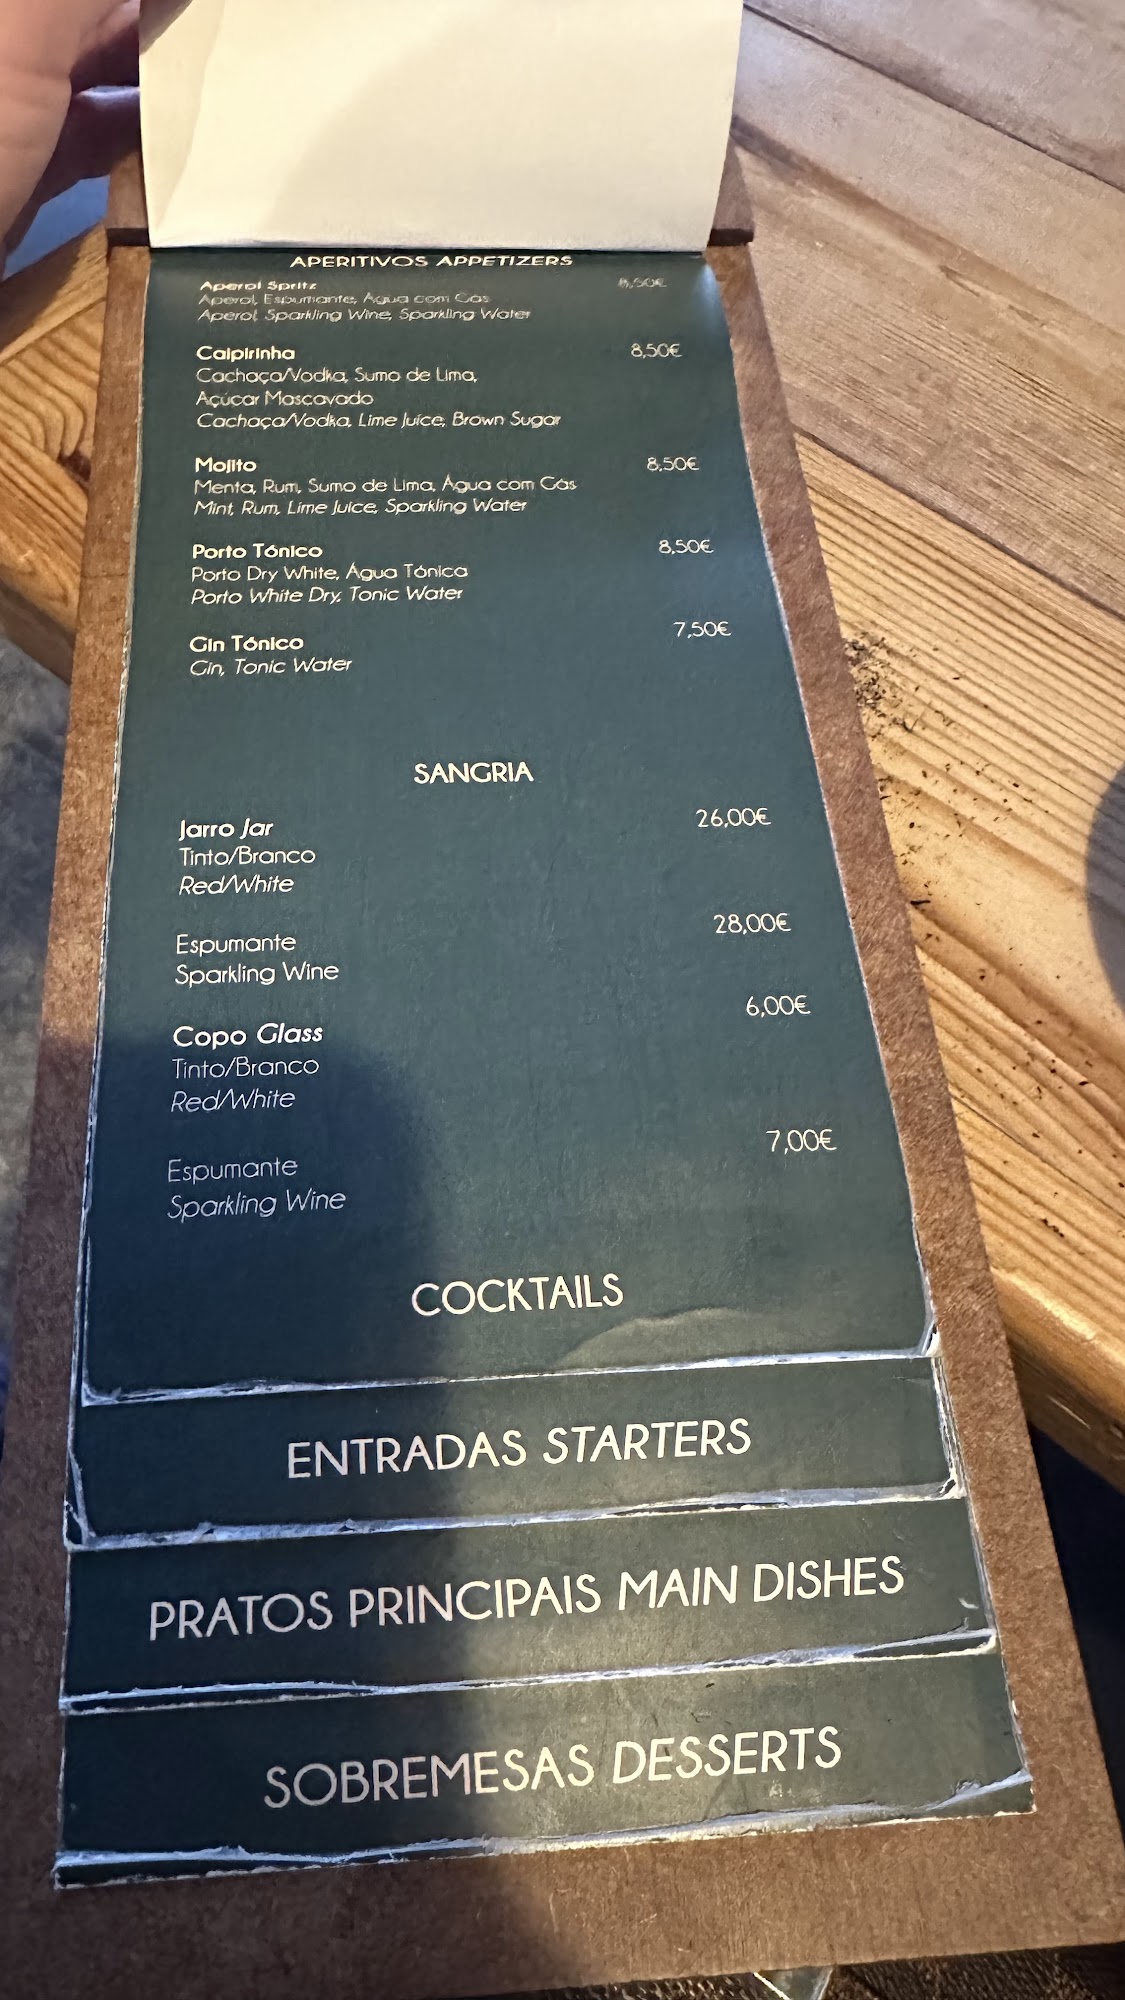 APERITIVOS APPETIZERS
Aperol Spritz 8,50€
Aperol, Espumante, Água com Gás
Aperol, Sparkling Wine, Sparkling Water
Caipirinha 8,50€
Cachaça/Vodka, Sumo de Lima,
Açúcar Mascavado
Cachaça/Vodka, Lime Juice, Brown Sugar
Mojito 8,50€
Menta, Rum, Sumo de Lima, Água com Gás
Mint, Rum, Lime Juice, Sparkling Water
Porto Tónico 8,50€
Porto Dry White, Água Tónica
Porto White Dry, Tonic Water
Gin Tónico 7,50€
Gin, Tonic Water
SANGRIA
Jarro Jar 26,00€
Tinto/Branco
Red/White
Espumante 28,00€
Sparkling Wine
Copo Glass 6,00€
Tinto/Branco
Red/White
Espumante 7,00€
Sparkling Wine
COCKTAILS
ENTRADAS STARTERS
PRATOS PRINCIPAIS MAIN DISHES
SOBREMESAS DESSERTS